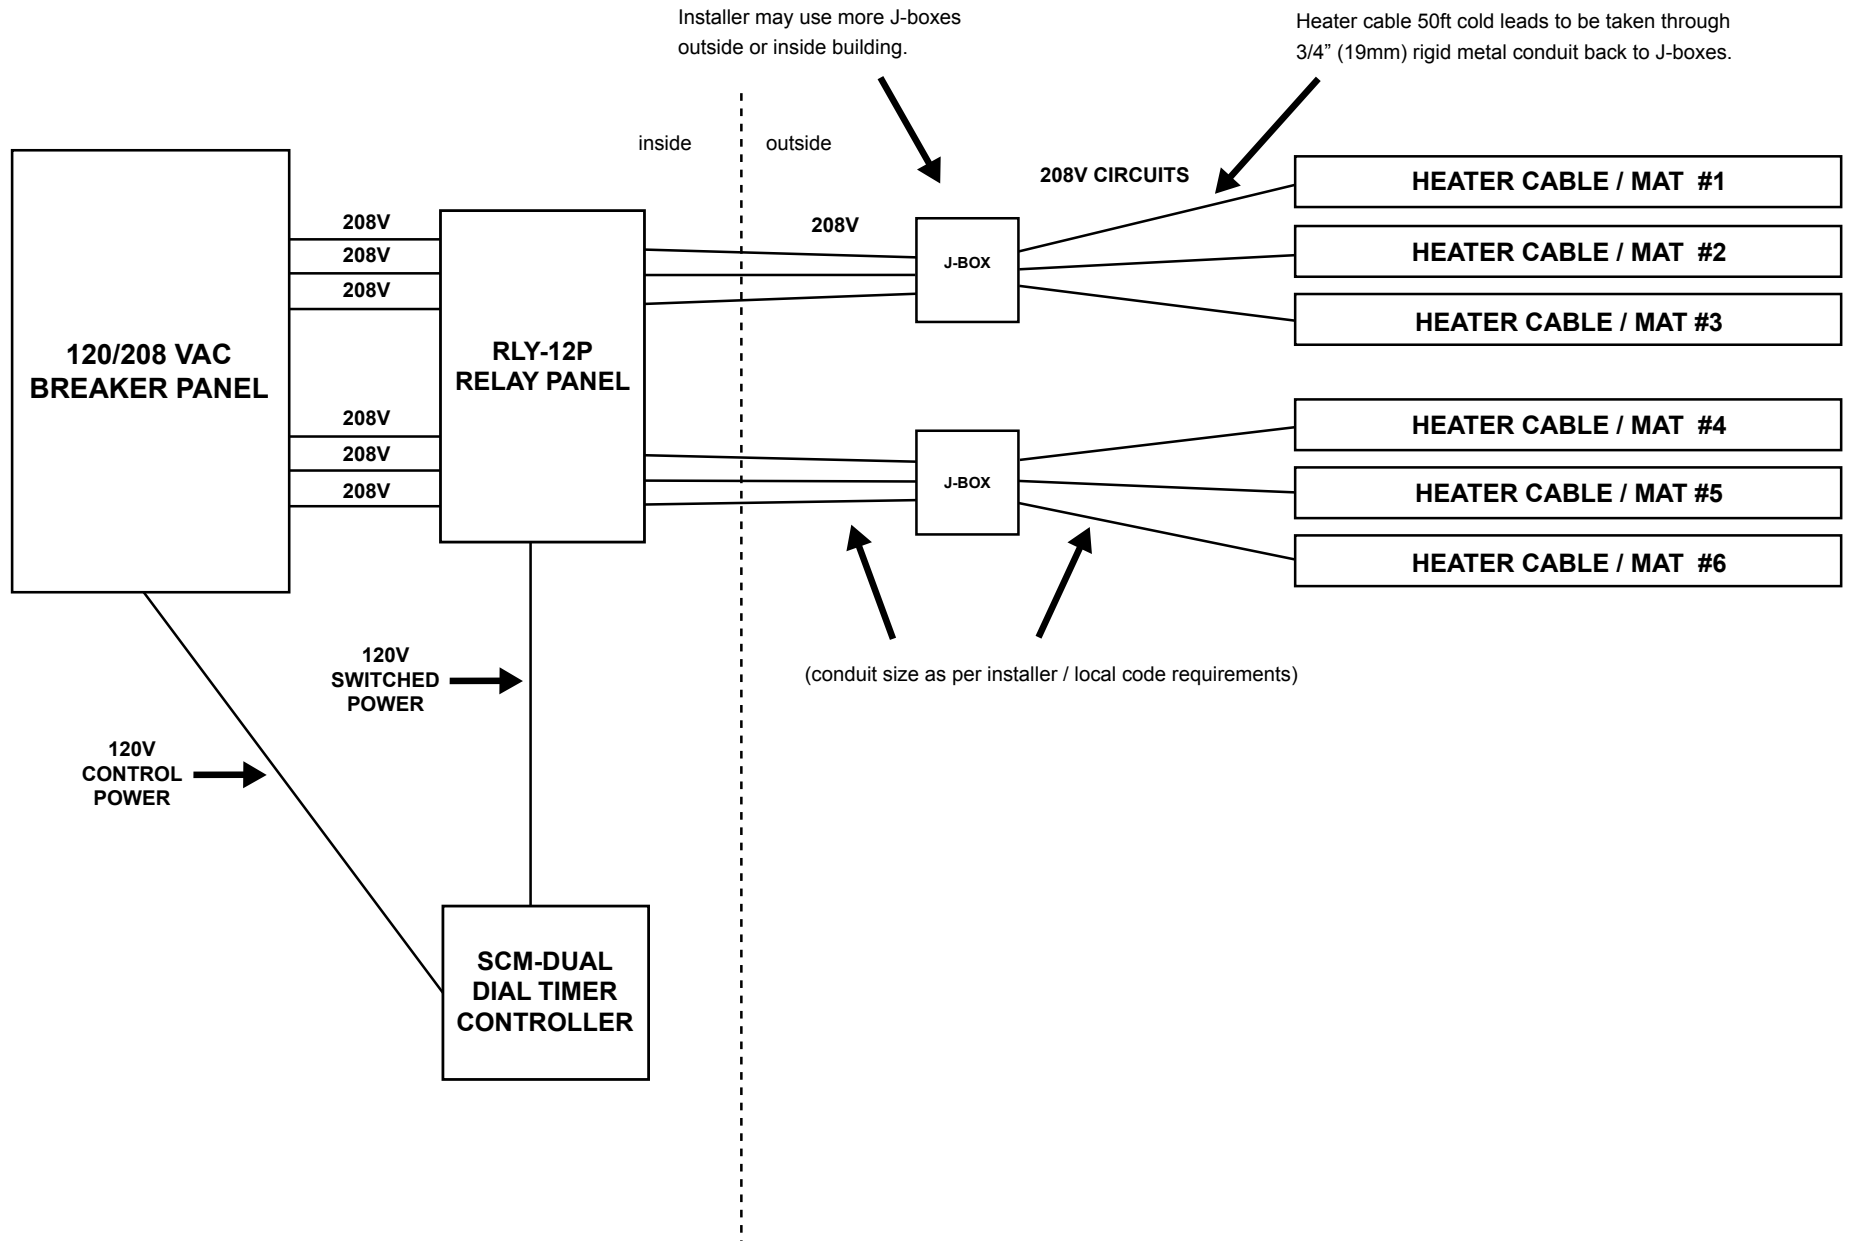 Installer may use more J-boxes
outside or inside building.
Heater cable 50ft cold leads to be taken through
3/4” (19mm) rigid metal conduit back to J-boxes.
inside
outside
208V CIRCUITS
120/208 VAC
BREAKER PANEL
208V
208V
208V
208V
208V
208V
RLY-12P
RELAY PANEL
208V
J-BOX
J-BOX
HEATER CABLE / MAT #1
HEATER CABLE / MAT #2
HEATER CABLE / MAT #3
HEATER CABLE / MAT #4
HEATER CABLE / MAT #5
HEATER CABLE / MAT #6
(conduit size as per installer / local code requirements)
120V
SWITCHED
POWER
120V
CONTROL
POWER
SCM-DUAL
DIAL TIMER
CONTROLLER